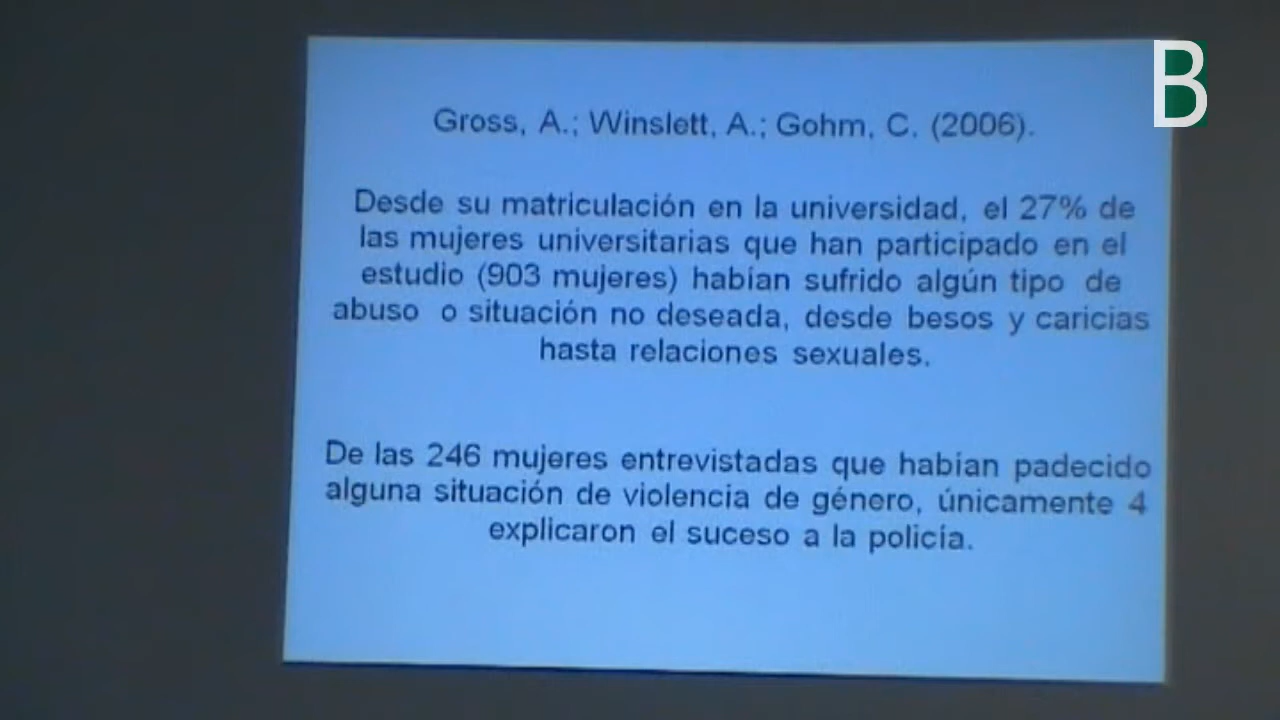 B
Gross, A.; Winslett, A.; Gohm, C. (2006).
Desde su matriculación en la universidad, el 27% de
las mujeres universitarias que han participado en el
estudio (903 mujeres) habían sufrido algún tipo de
abuso o situación no deseada, desde besos y caricias
hasta relaciones sexuales.
De las 246 mujeres entrevistadas que habían padecido
alguna situación de violencia de género, únicamente 4
explicaron el suceso a la policía.